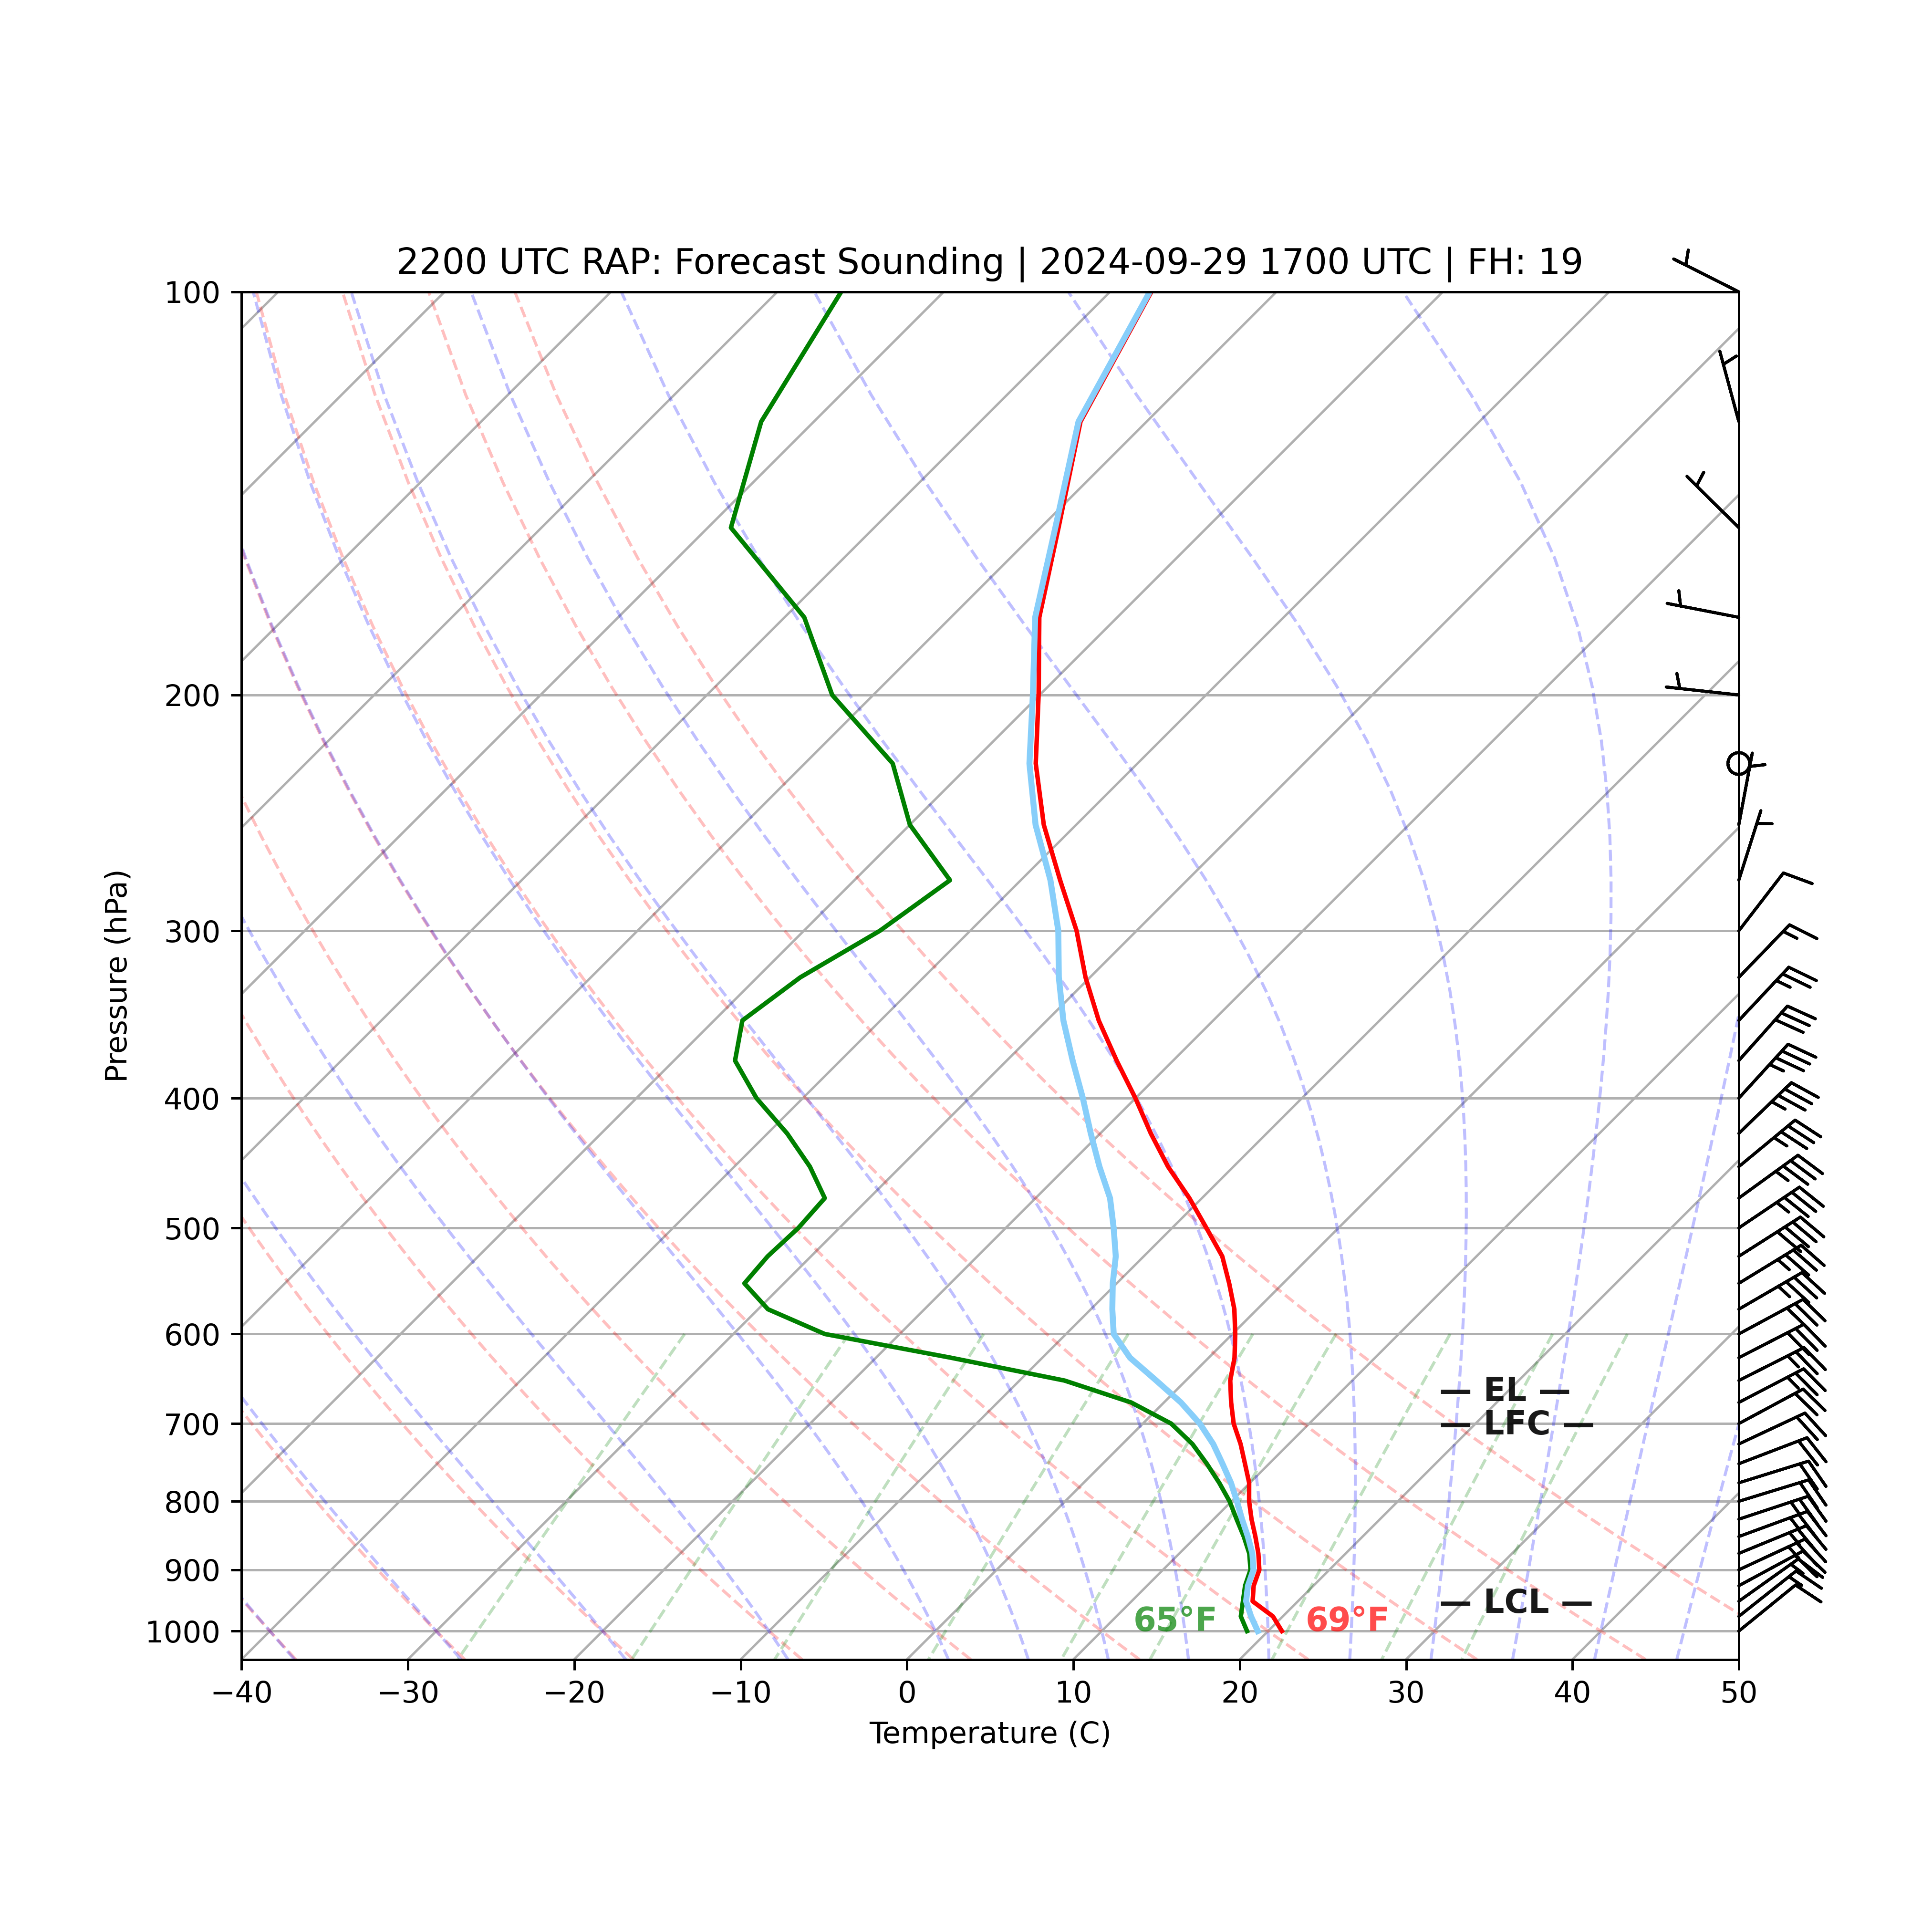 2200 UTC RAP: Forecast Sounding | 2024-09-29 1700 UTC | FH: 19
100
200
300
400
500
600
700
800
900
1000
Pressure (hPa)
— EL —
— LFC —
— LCL —
65°F
69°F
−40 −30 −20 −10 0 10 20 30 40 50
Temperature (C)